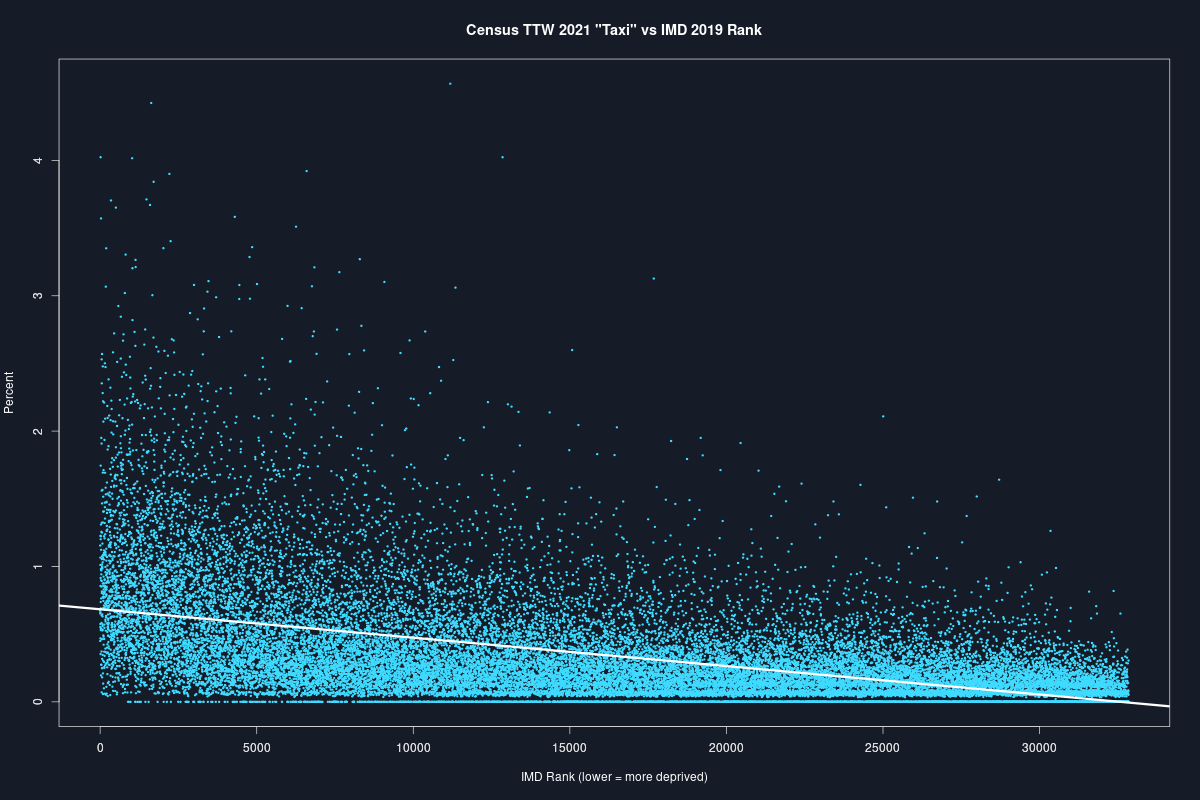 Census TTW 2021 "Taxi" vs IMD 2019 Rank
Percent
4
3
2
1
0
0 5000 10000 15000 20000 25000 30000
IMD Rank (lower = more deprived)